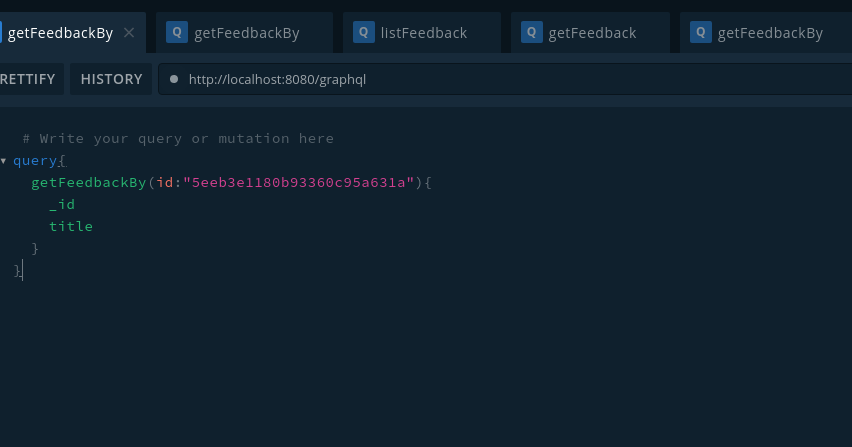 getFeedbackBy × Q getFeedbackBy Q listFeedback Q getFeedback Q getFeedbackBy
RETTIFY HISTORY http://localhost:8080/graphql
# Write your query or mutation here
query{
getFeedbackBy(id:"5eeb3e1180b93360c95a631a"){
_id
title
}
}